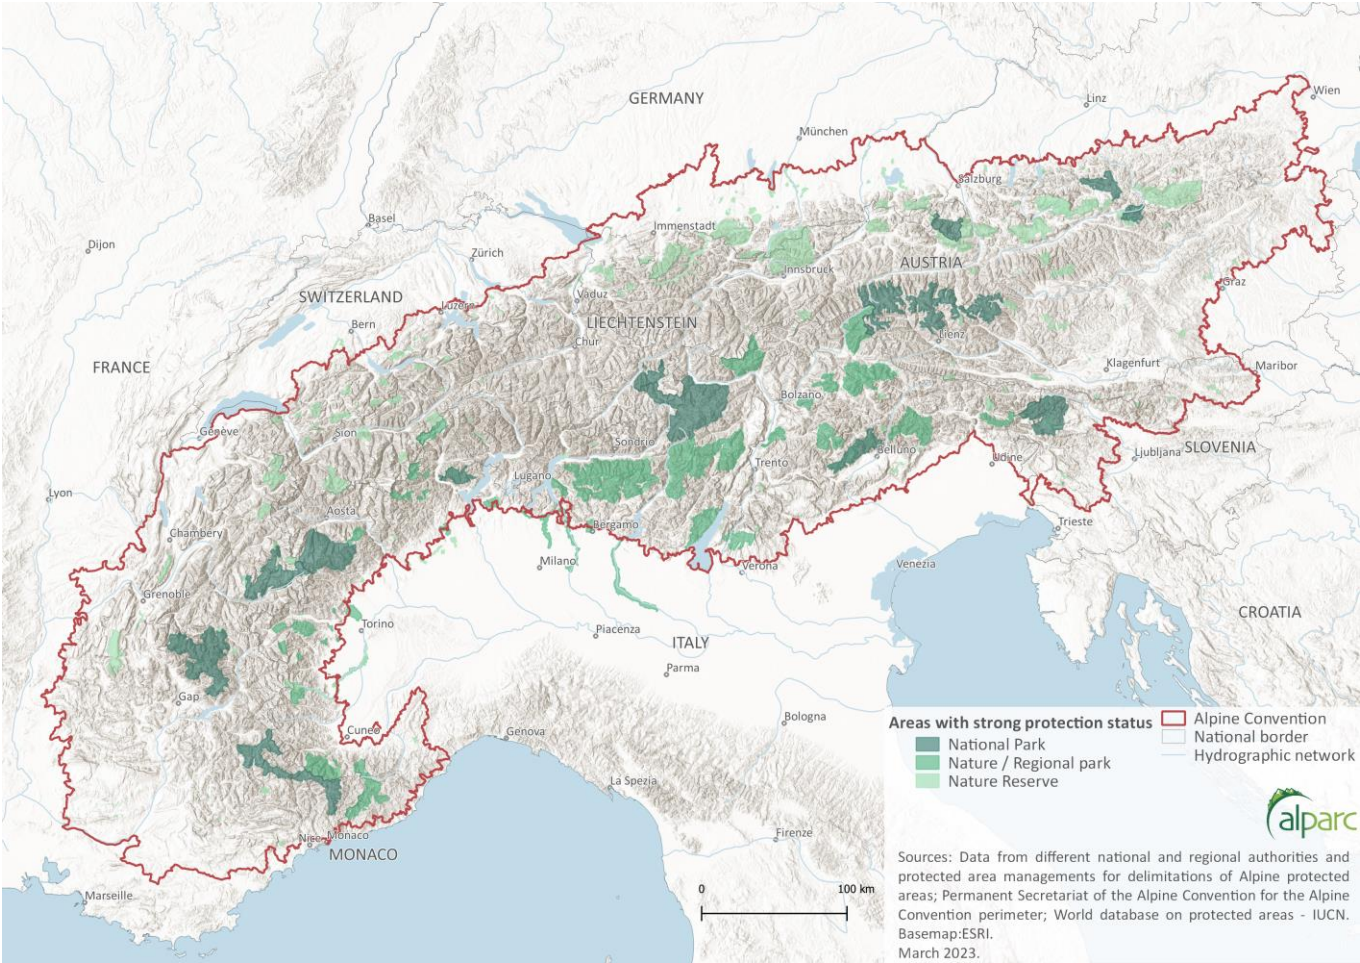 GERMANY
Linz
Wien
München
Salzburg
Basel
Immenstadt
Dijon
Zürich
Innsbruck
AUSTRIA
SWITZERLAND
Vaduz
Luzern
Graz
LIECHTENSTEIN
Bern
Lienz
Chur
FRANCE
Klagenfurt
Maribor
Bolzano
Genève
Sion
Sondrio
SLOVENIA
Belluno
Ljubljana
Udine
Trento
Lugano
Lyon
Aosta
Trieste
Chambery
Bergamo
Milano
Verona
Venezia
Grenoble
CROATIA
Torino
Piacenza
ITALY
Parma
Gap
Bologna
Cuneo
Genova
La Spezia
Firenze
Nice
Monaco
MONACO
Marseille
Areas with strong protection status
National Park
Nature / Regional park
Nature Reserve
Alpine Convention
National border
Hydrographic network
alparc
0 100 km
Sources: Data from different national and regional authorities and
protected area managements for delimitations of Alpine protected
areas; Permanent Secretariat of the Alpine Convention for the Alpine
Convention perimeter; World database on protected areas - IUCN.
Basemap:ESRI.
March 2023.